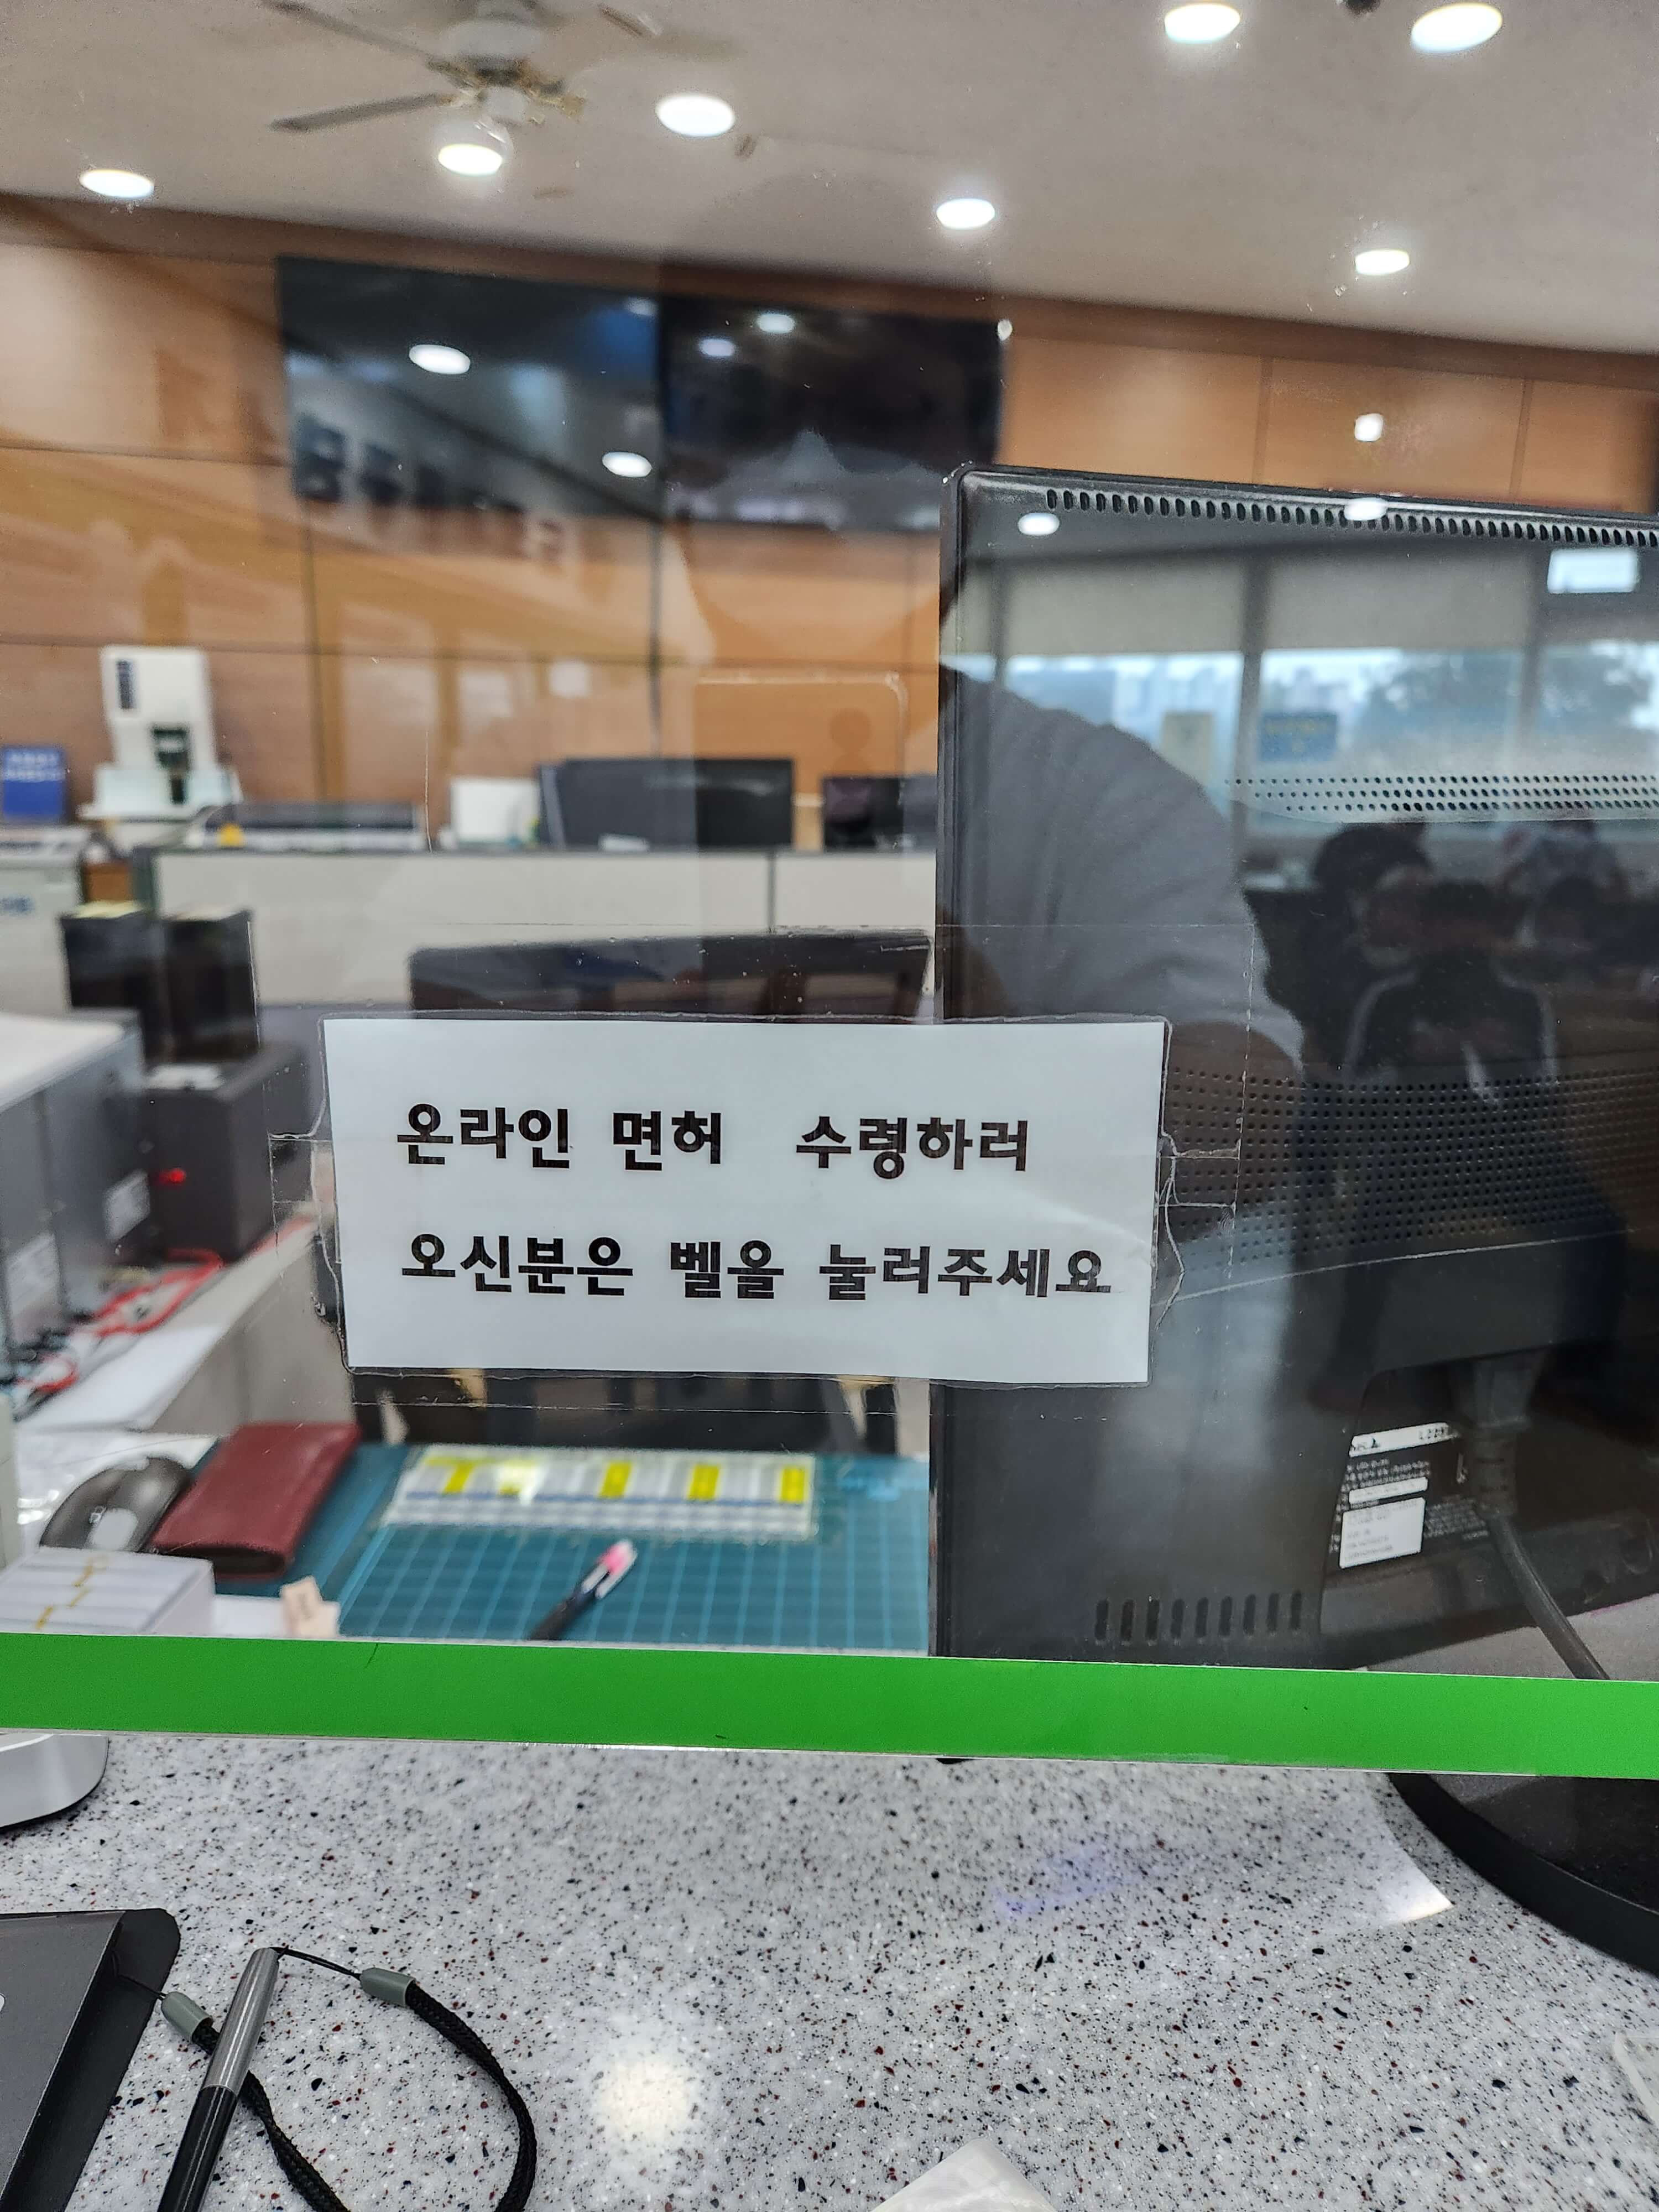 온라인 면허 수령하러
오신분은 벨을 눌러주세요